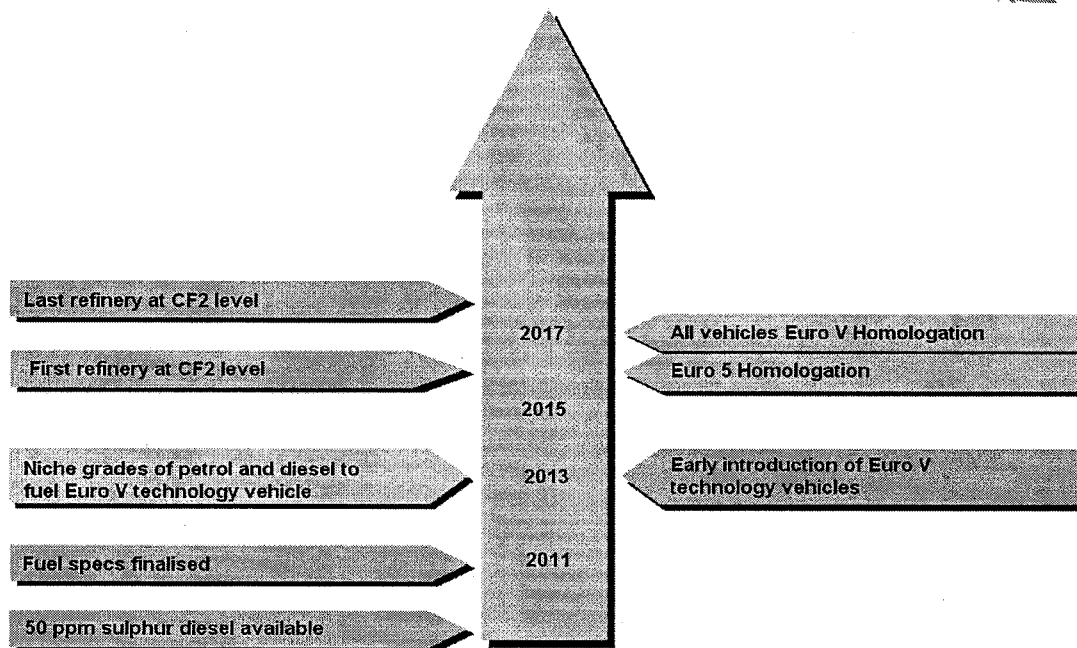 Last refinery at CF2 level
2017
All vehicles Euro V Homologation
First refinery at CF2 level
Euro 5 Homologation
2015
Niche grades of petrol and diesel to
fuel Euro V technology vehicle
2013
Early introduction of Euro V
technology vehicles
Fuel specs finalised
2011
50 ppm sulphur diesel available